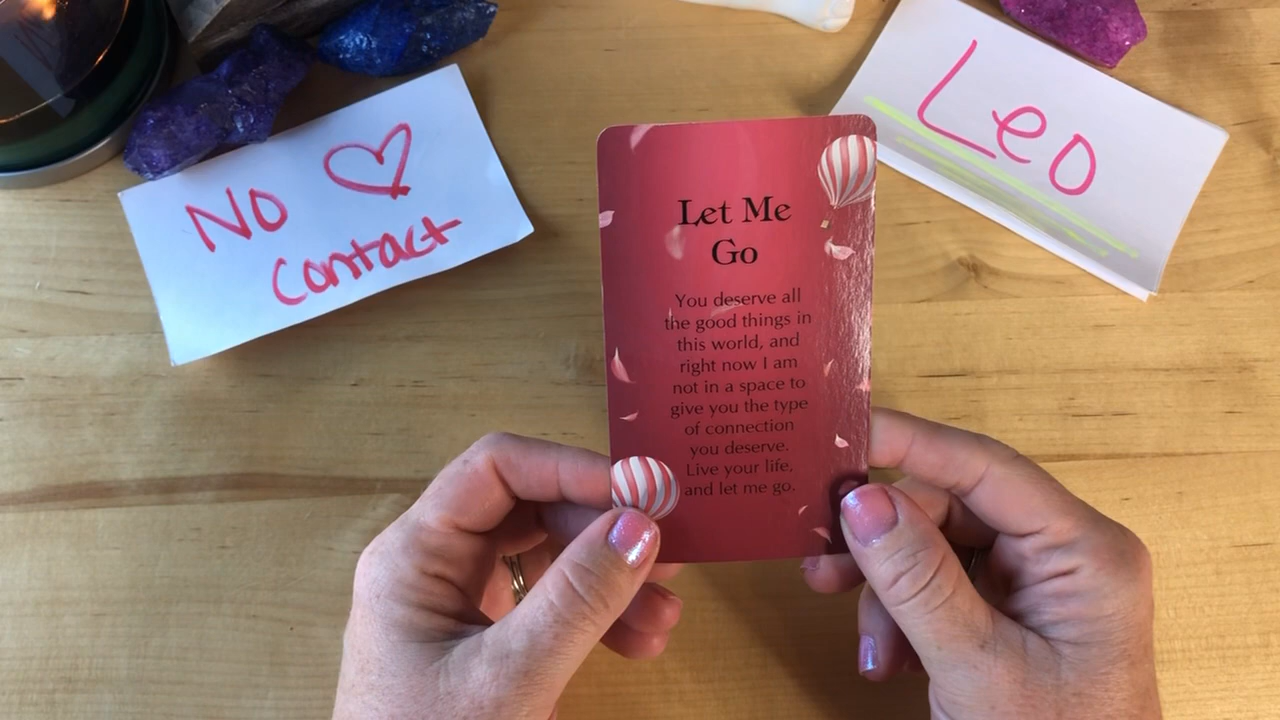 No
Contact
Leo
Let Me
Go
You deserve all
the good things in
this world, and
right now I am
not in a space to
give you the type
of connection
you deserve.
Live your life,
and let me go.